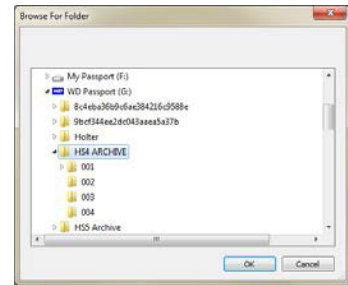 Browse For Folder
My Passport (F:)
WD Passport (G:)
9bcf344ee2dc043aaea5a37b
Holter
HS4 ARCHIVE
001
002
003
004
HS5 Archive
OK
Cancel